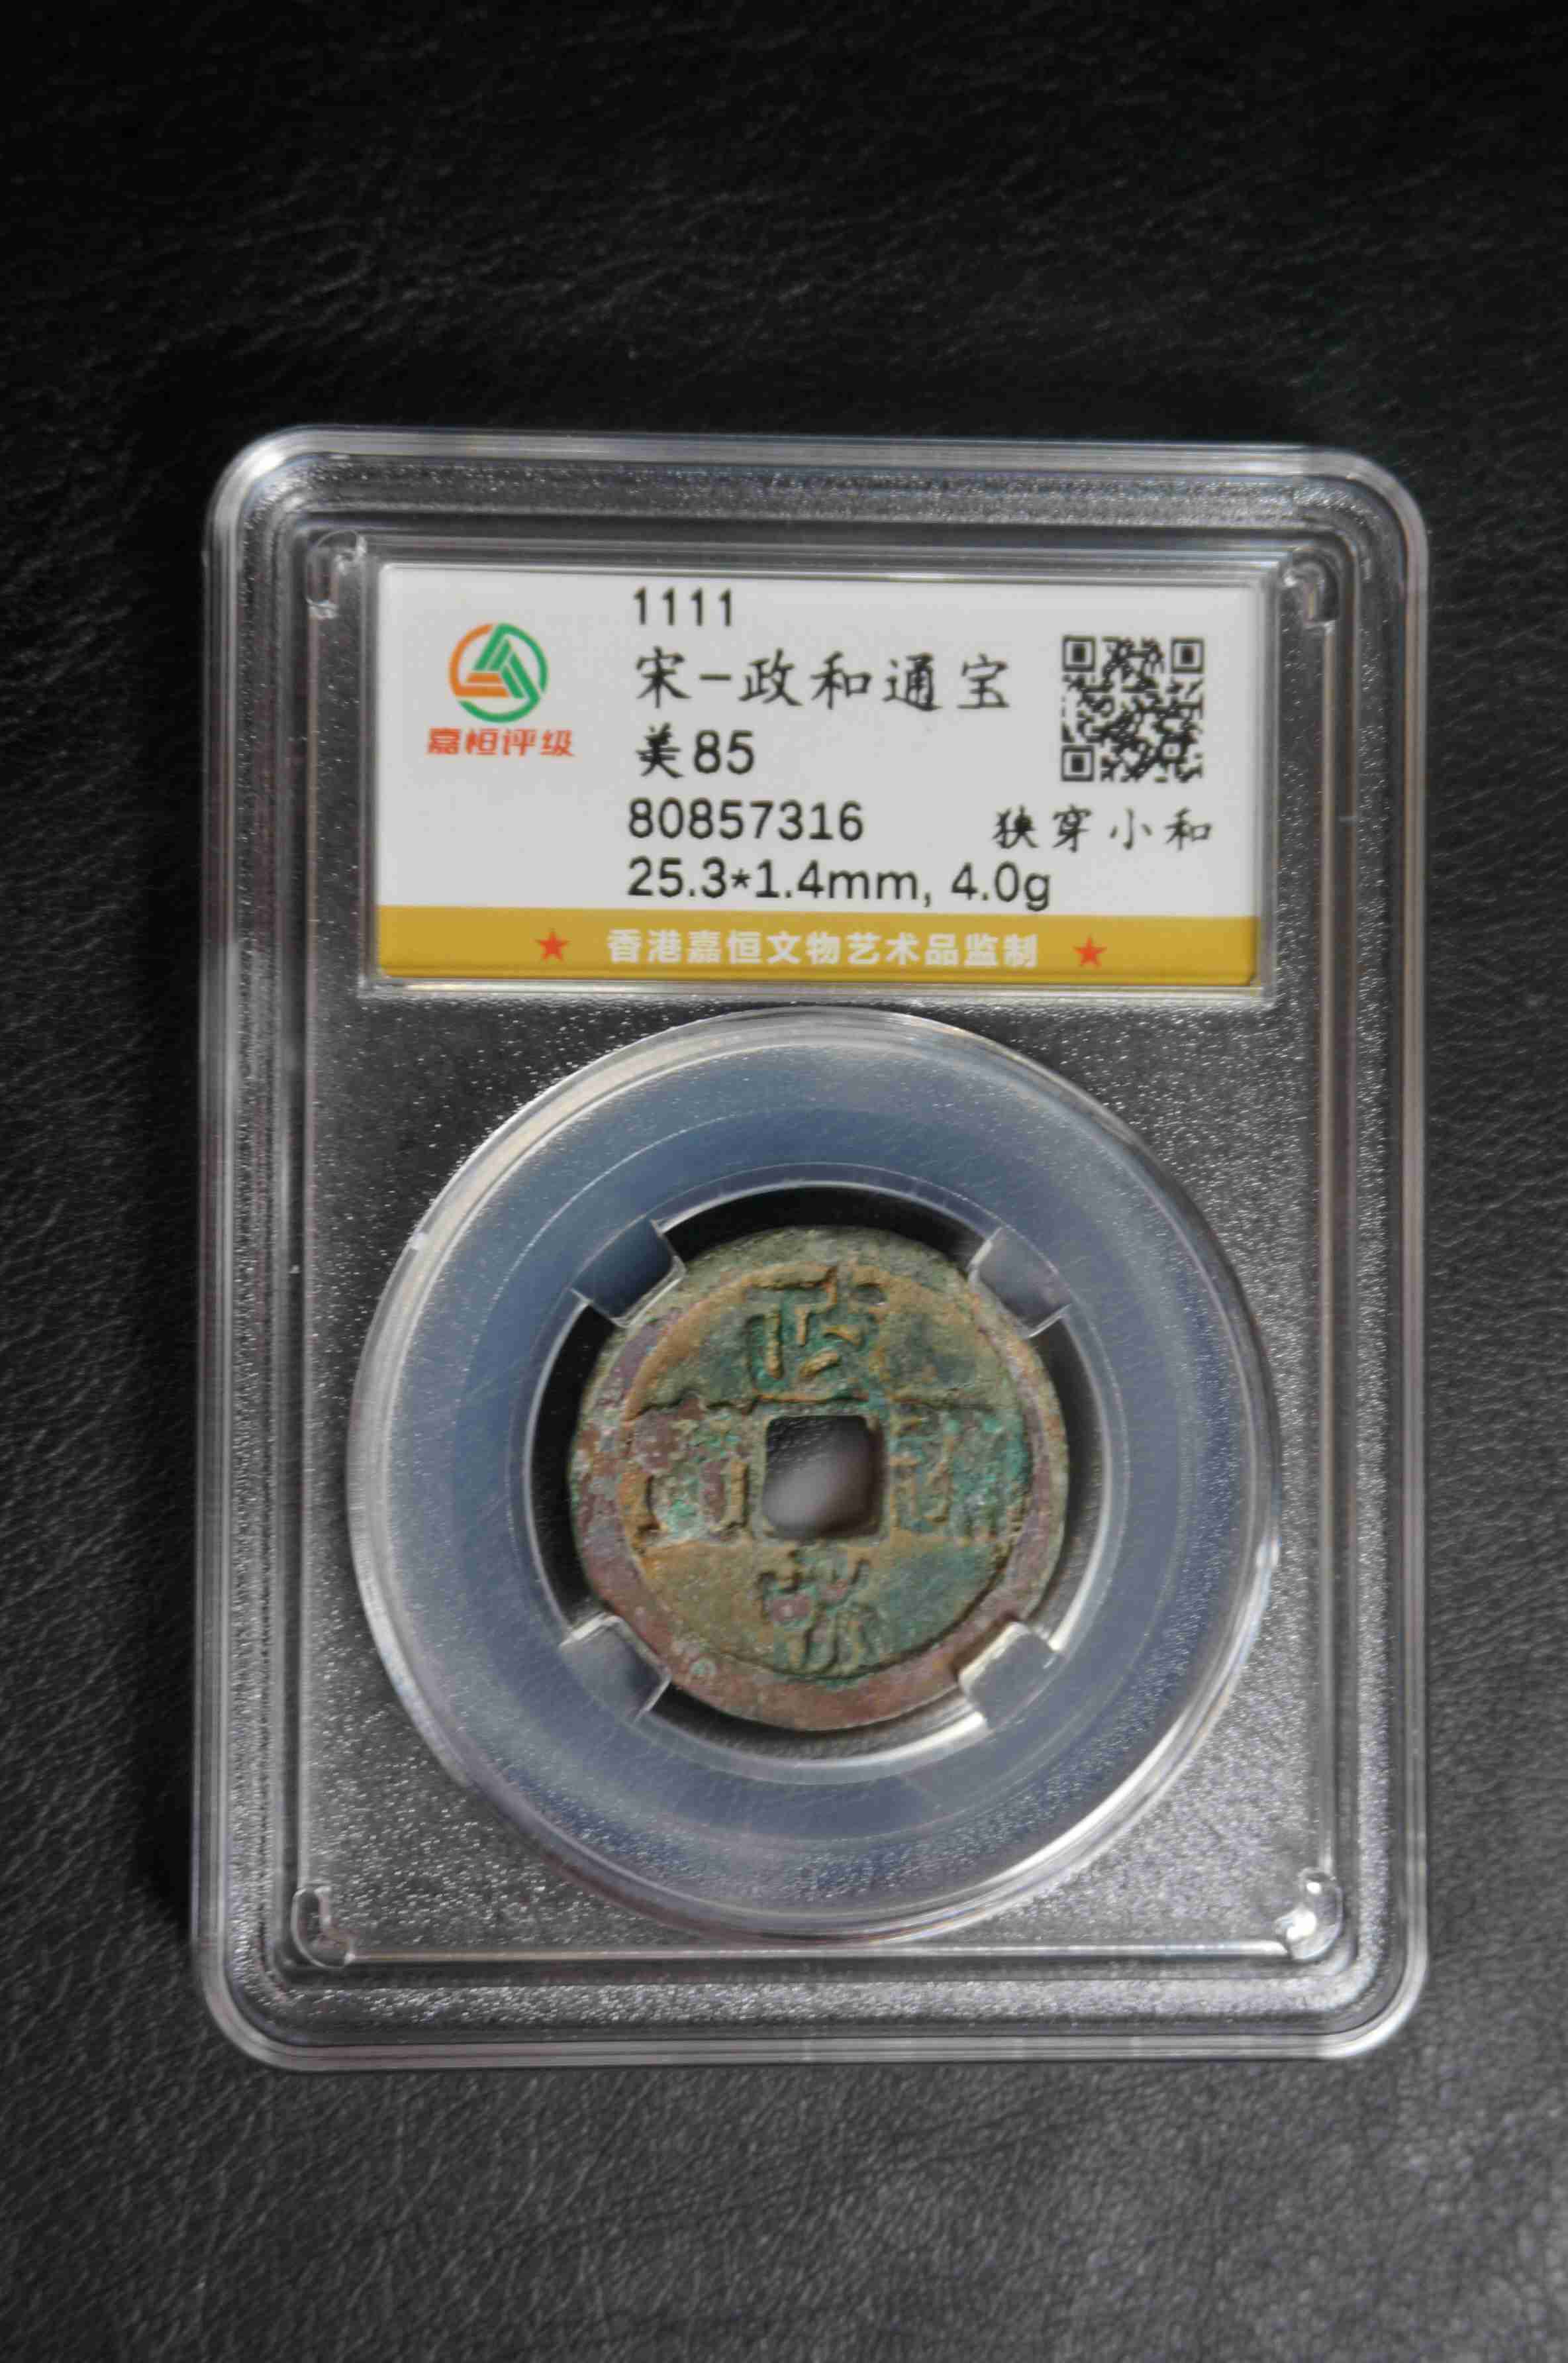 1111
宋-政和通宝
美85
80857316 狭穿小和
25.3*1.4mm, 4.0g
嘉恒评级
★ 香港嘉恒文物艺术品监制 ★
政
寶 通
和